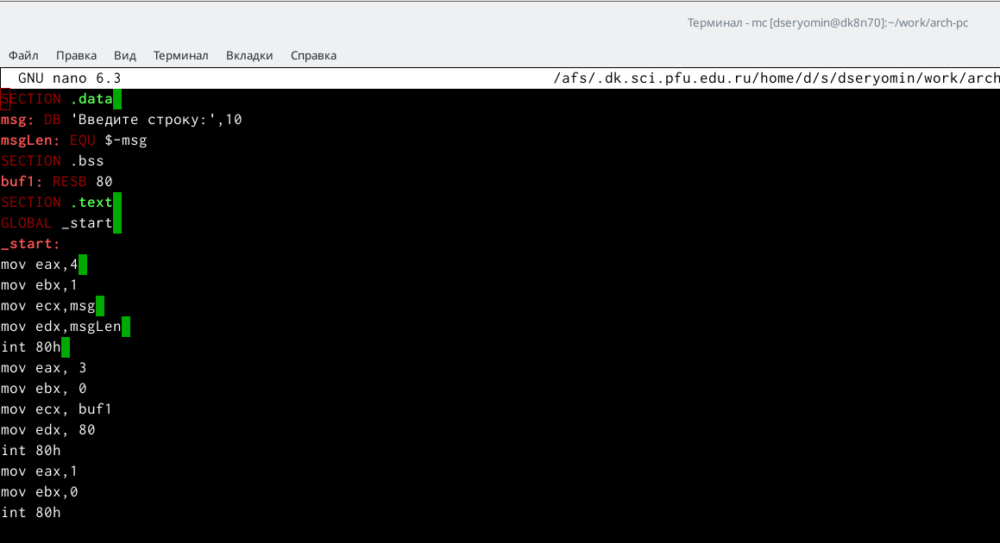 Терминал - mc [dseryomin@dk8n70]:~/work/arch-pc
Файл Правка Вид Терминал Вкладки Справка
GNU nano 6.3 /afs/.dk.sci.pfu.edu.ru/home/d/s/dseryomin/work/arch
SECTION .data
msg: DB 'Введите строку:',10
msgLen: EQU $-msg
SECTION .bss
buf1: RESB 80
SECTION .text
GLOBAL _start
_start:
mov eax,4
mov ebx,1
mov ecx,msg
mov edx,msgLen
int 80h
mov eax, 3
mov ebx, 0
mov ecx, buf1
mov edx, 80
int 80h
mov eax,1
mov ebx,0
int 80h